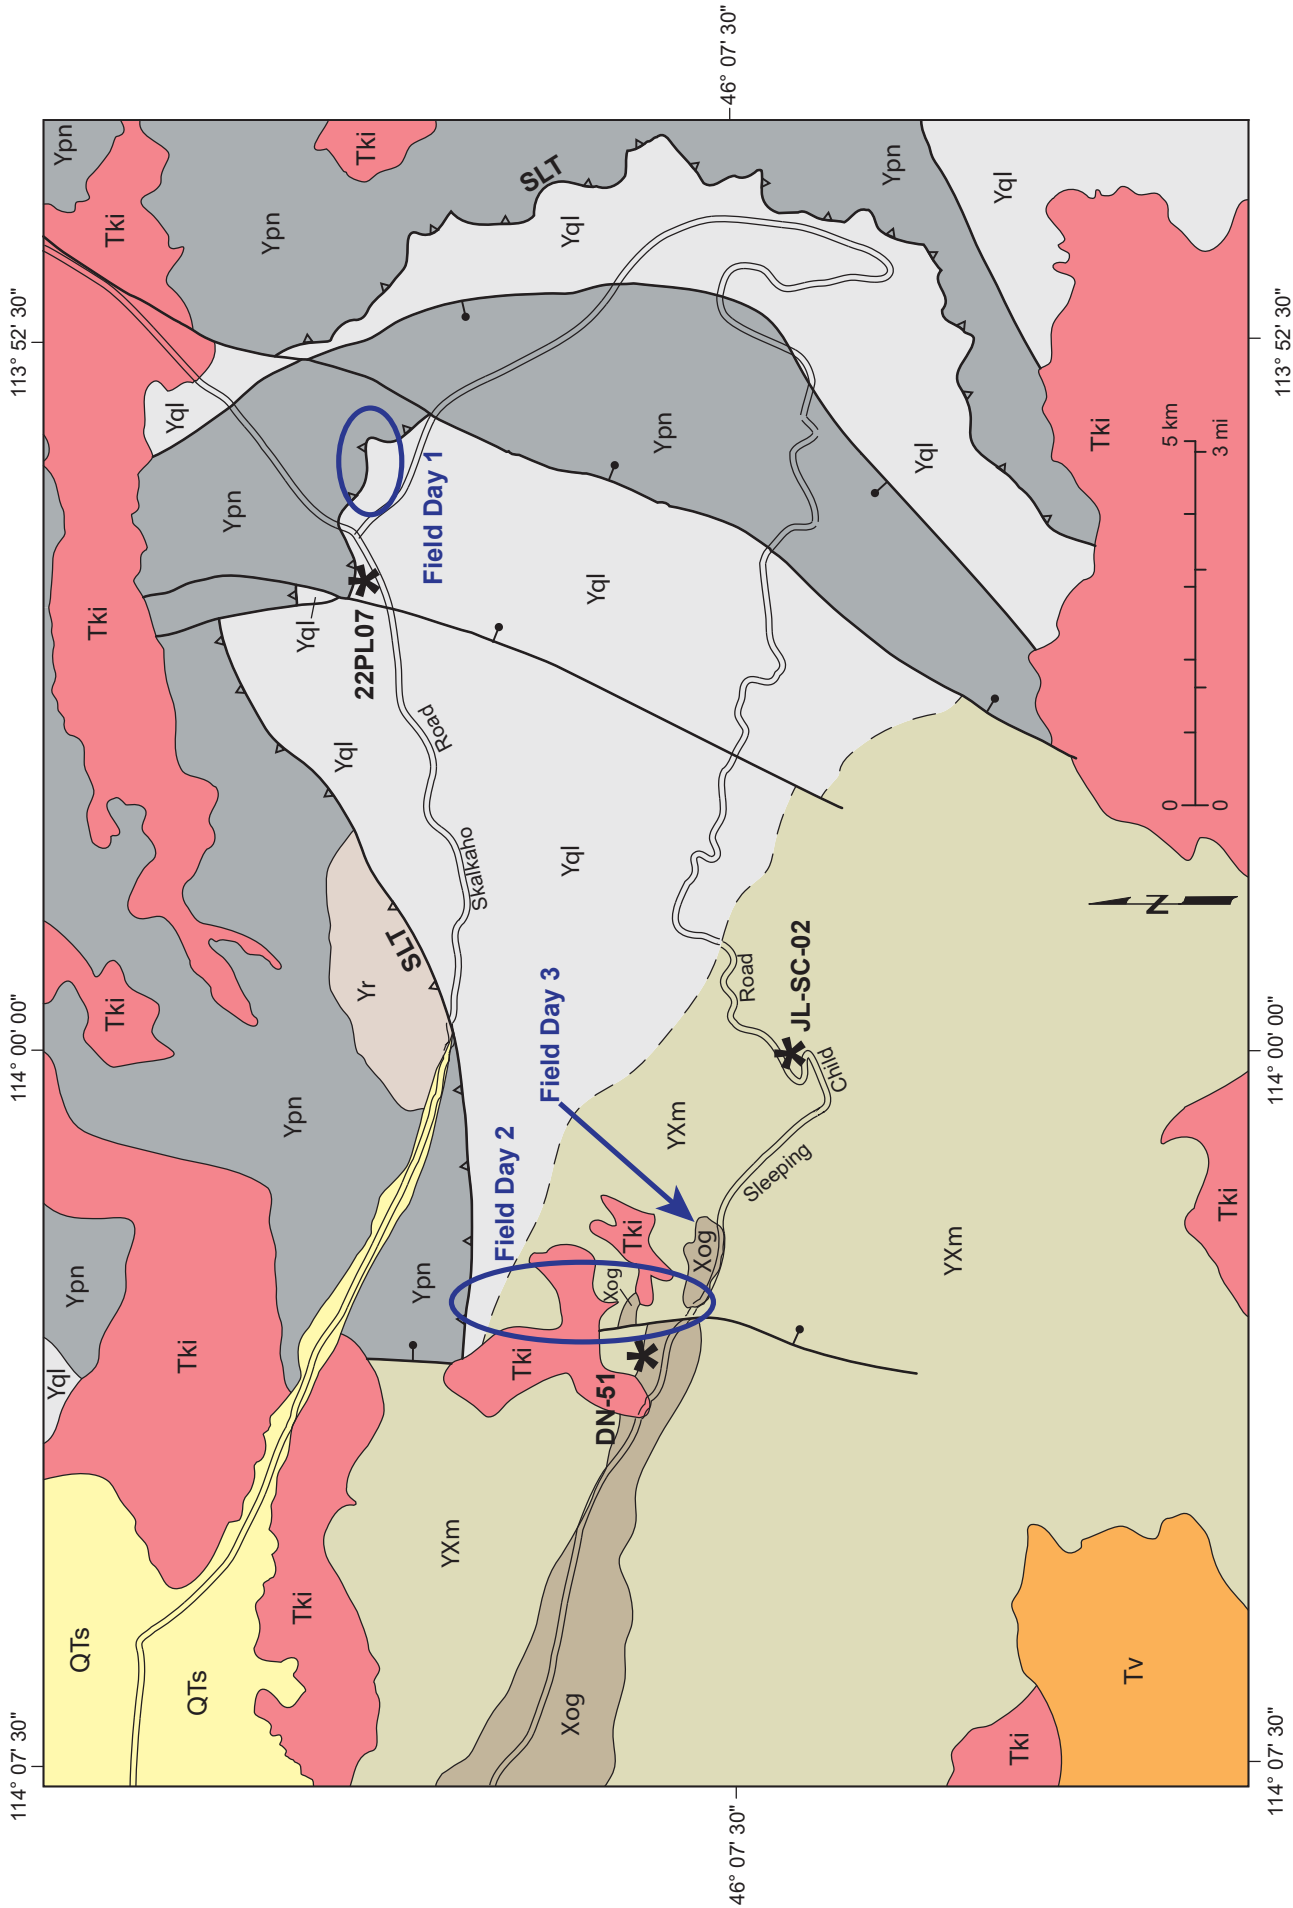 114° 07' 30"
114° 00' 00"
113° 52' 30"
Yql
Ypn
QTs
Ypn
Tki
Tki
Tki
Yql
Tki
QTs
Ypn
Ypn
Ypn
Tki
Yql
Yql
Yr
22PL07
Tki
SLT
Ypn
Field Day 1
Road
YXm
Skalkaho
Field Day 2
Tki
SLT
Field Day 3
Xog
Yql
Yql
Yql
DN-51
Xog
Tki
Ypn
YXm
Xog
46° 07' 30"
46° 07' 30"
Road
Sleeping
JL-SC-02
Child
Ypn
Yql
YXm
Yql
Tki
Tki
Tv
N
0 5 km
0 3 mi
Tki
114° 07' 30"
114° 00' 00"
113° 52' 30"